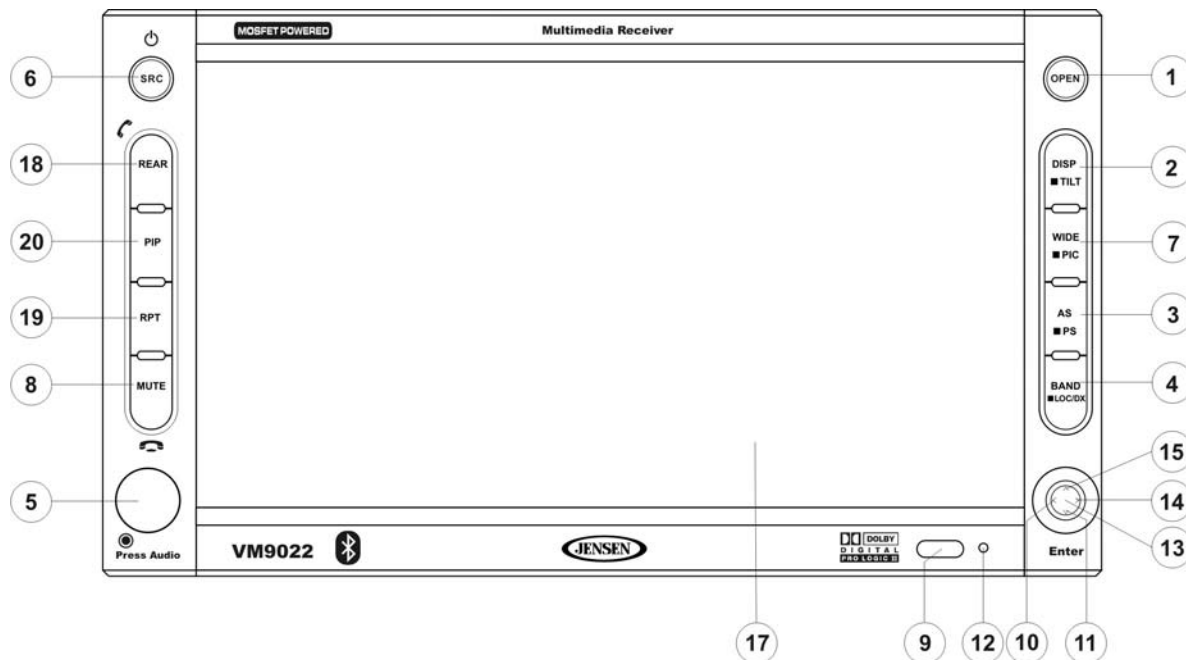 MOSFET POWERED
Multimedia Receiver
6
SRC
OPEN
1
18
REAR
DISP
■ TILT
2
20
PIP
WIDE
■ PIC
7
19
RPT
AS
■ PS
3
8
MUTE
BAND
■ LOC/DX
4
15
5
14
13
Press Audio
VM9022
JENSEN
DOLBY
DIGITAL
PRO LOGIC II
Enter
17
9
12
10
11